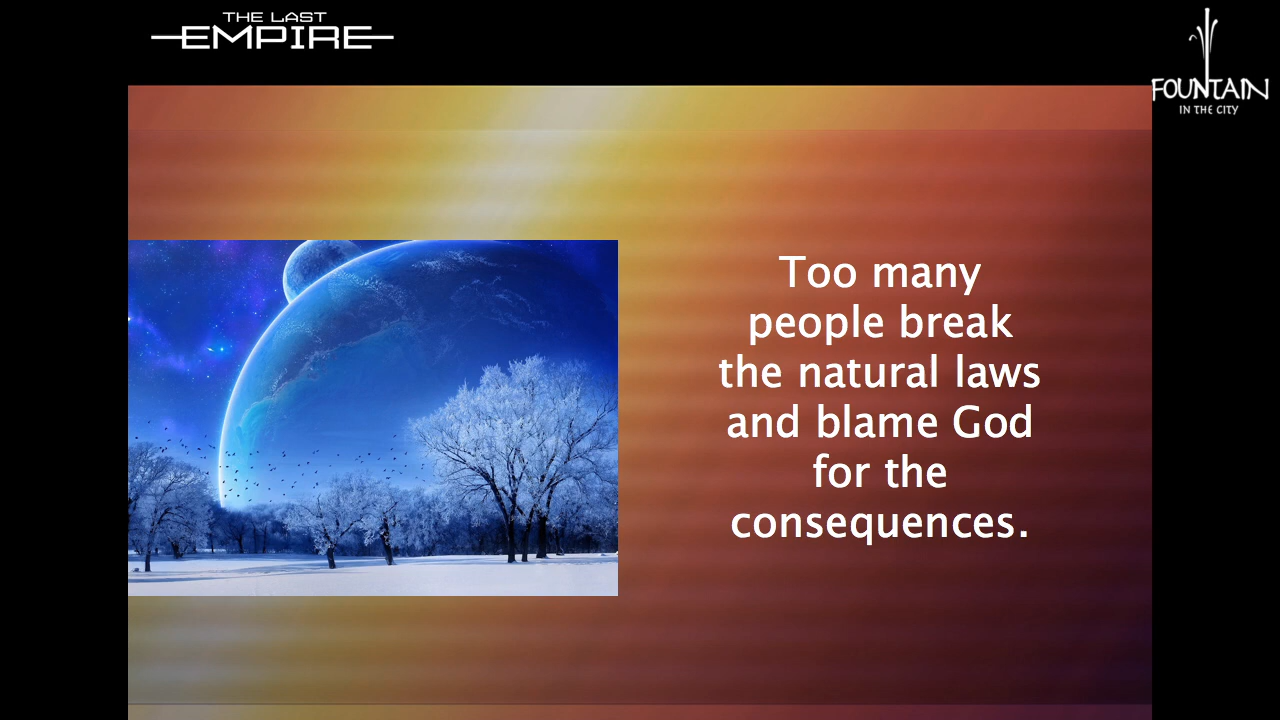 THE LAST
EMPIRE
FOUNTAIN
IN THE CITY
Too many
people break
the natural laws
and blame God
for the
consequences.